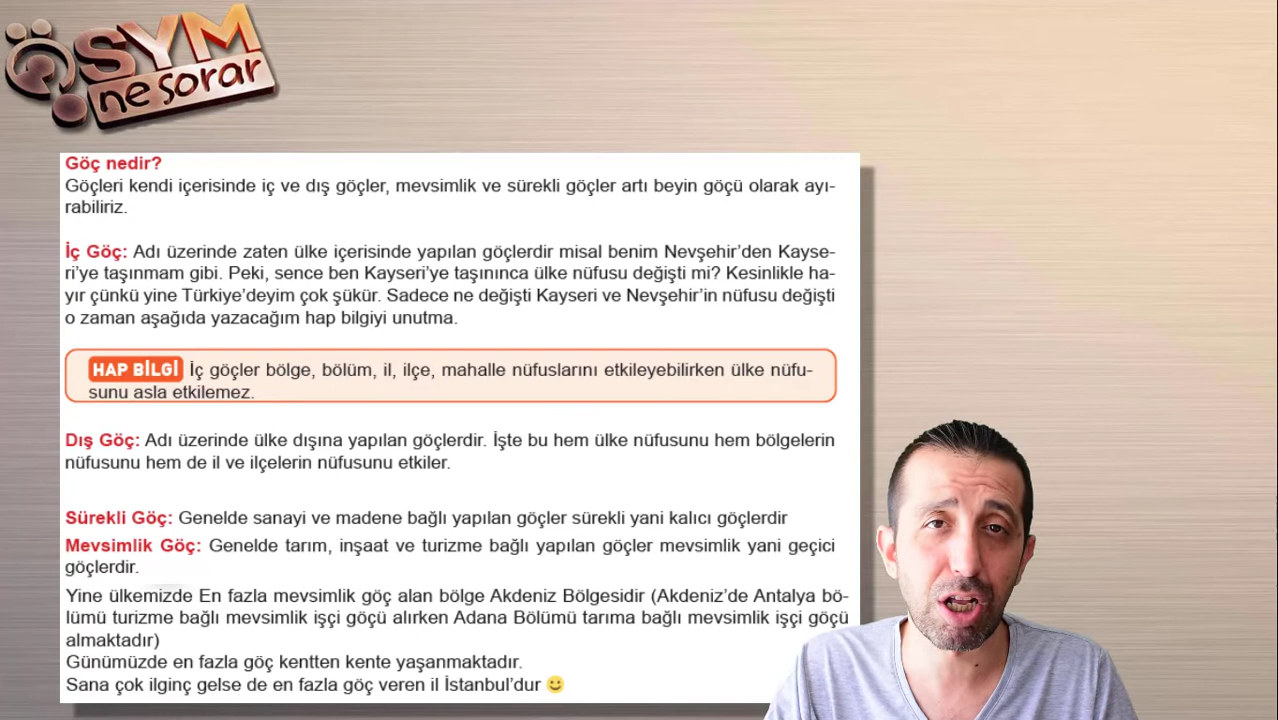 ÖSYM
ne sorar
Göç nedir?
Göçleri kendi içerisinde iç ve dış göçler, mevsimlik ve sürekli göçler artı beyin göçü olarak ayı-
rabiliriz.
İç Göç: Adı üzerinde zaten ülke içerisinde yapılan göçlerdir misal benim Nevşehir’den Kayse-
ri’ye taşınmam gibi. Peki, sence ben Kayseri’ye taşınınca ülke nüfusu değişti mi? Kesinlikle ha-
yır çünkü yine Türkiye’deyim çok şükür. Sadece ne değişti Kayseri ve Nevşehir’in nüfusu değişti
o zaman aşağıda yazacağım hap bilgiyi unutma.
HAP BİLGİ İç göçler bölge, bölüm, il, ilçe, mahalle nüfuslarını etkileyebilirken ülke nüfu-
sunu asla etkilemez.
Dış Göç: Adı üzerinde ülke dışına yapılan göçlerdir. İşte bu hem ülke nüfusunu hem bölgelerin
nüfusunu hem de il ve ilçelerin nüfusunu etkiler.
Sürekli Göç: Genelde sanayi ve madene bağlı yapılan göçler sürekli yani kalıcı göçlerdir
Mevsimlik Göç: Genelde tarım, inşaat ve turizme bağlı yapılan göçler mevsimlik yani geçici
göçlerdir.
Yine ülkemizde En fazla mevsimlik göç alan bölge Akdeniz Bölgesidir (Akdeniz’de Antalya bö-
lümü turizme bağlı mevsimlik işçi göçü alırken Adana Bölümü tarıma bağlı mevsimlik işçi göçü
almaktadır)
Günümüzde en fazla göç kentten kente yaşanmaktadır.
Sana çok ilginç gelse de en fazla göç veren il İstanbul’dur 🙂